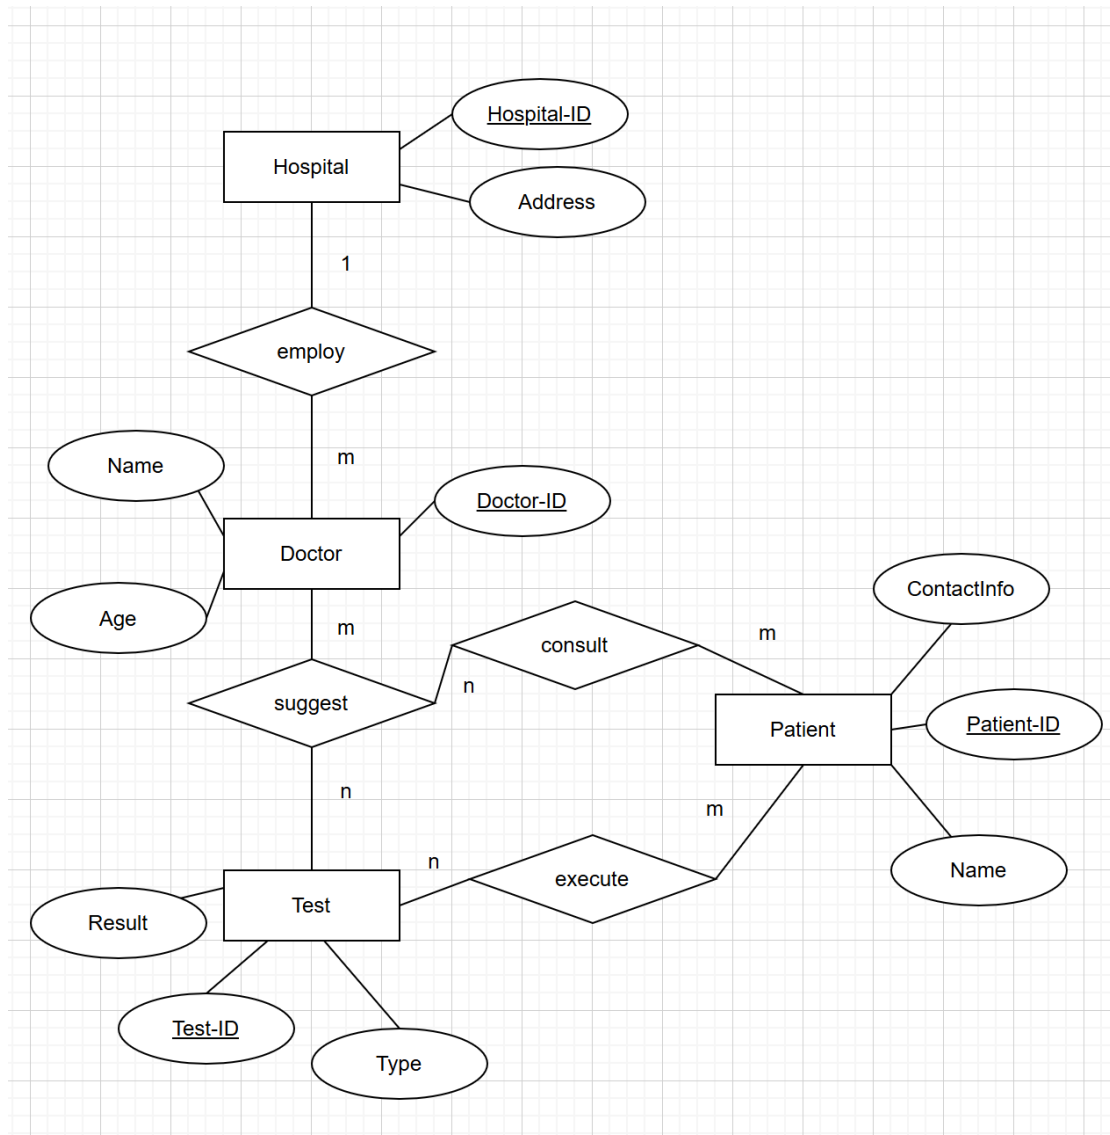 Hospital-ID
Hospital
Address
1
employ
m
Name
Doctor-ID
Doctor
ContactInfo
Age
m
consult
m
n
suggest
Patient
Patient-ID
n
m
n
execute
Name
Test
Result
Test-ID
Type